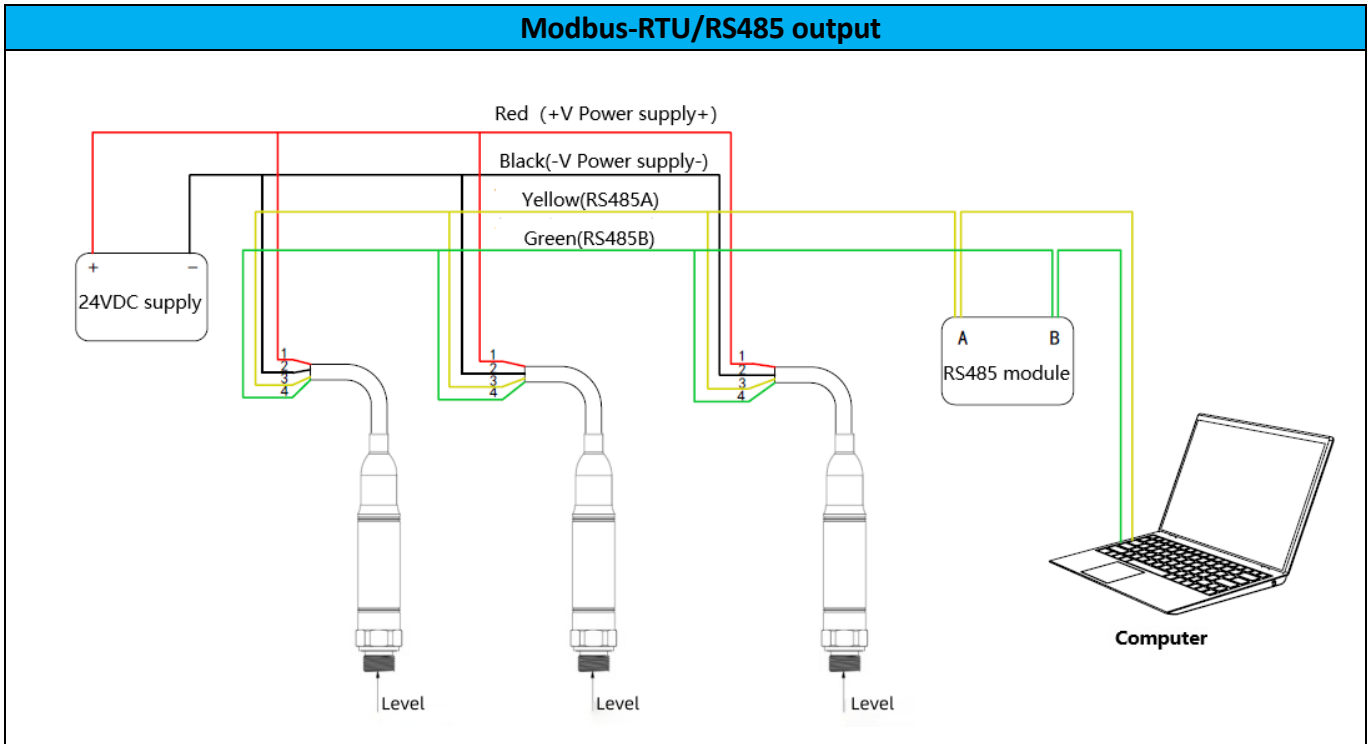 Modbus-RTU/RS485 output
Red (+V Power supply+)
Black(-V Power supply-)
Yellow(RS485A)
Green(RS485B)
+ −
24VDC supply
A B
RS485 module
1
2
3
4
1
2
3
4
1
2
3
4
Computer
Level
Level
Level